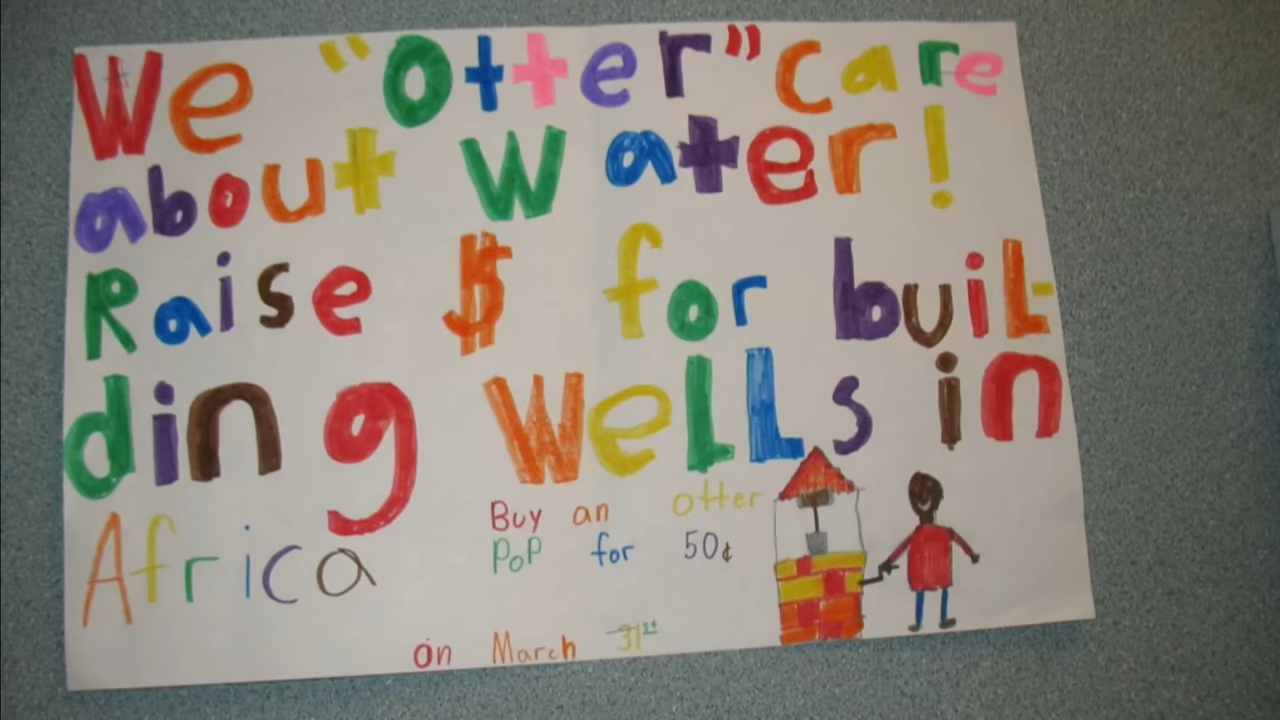 We "Otter" care
about water!
Raise $ for buil-
ding wells in
Africa
Buy an otter
pop for 50¢
on March 31st